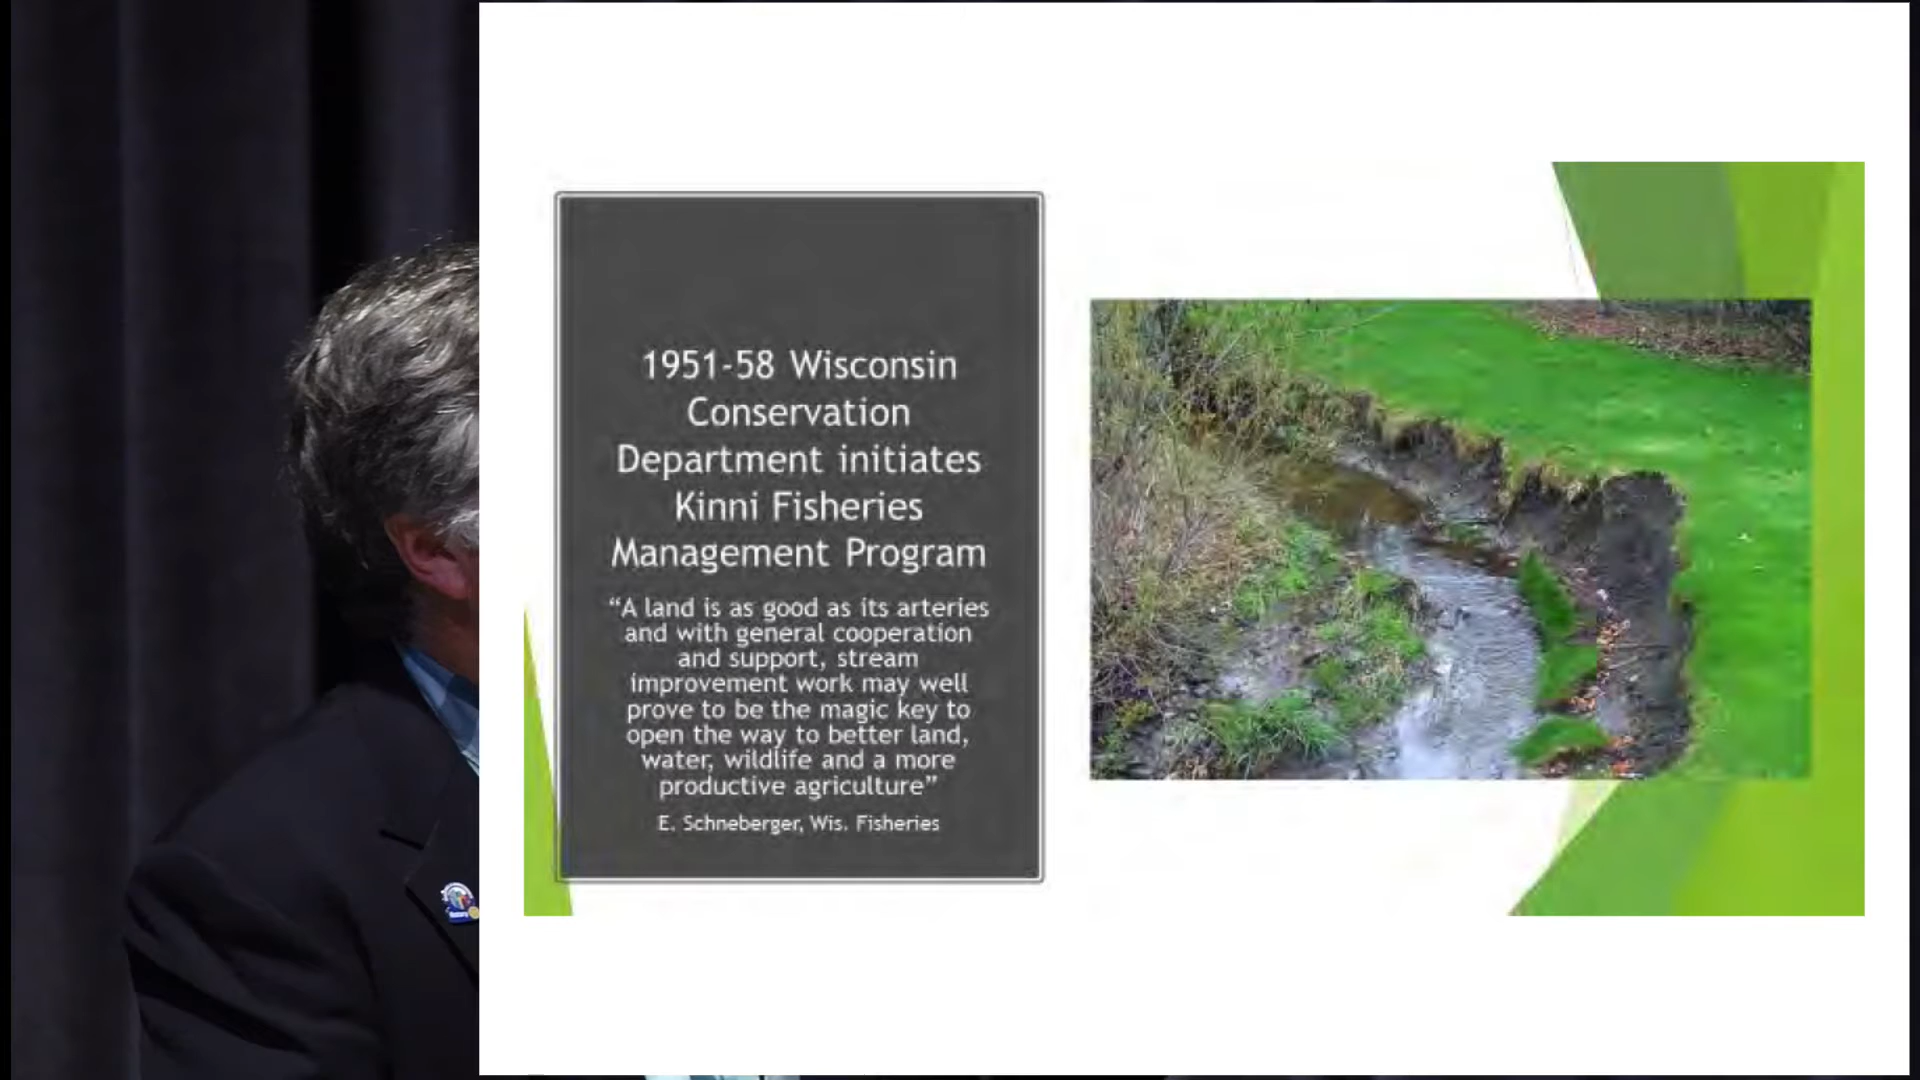 1951-58 Wisconsin
Conservation
Department initiates
Kinni Fisheries
Management Program
“A land is as good as its arteries
and with general cooperation
and support, stream
improvement work may well
prove to be the magic key to
open the way to better land,
water, wildlife and a more
productive agriculture”
E. Schneberger, Wis. Fisheries